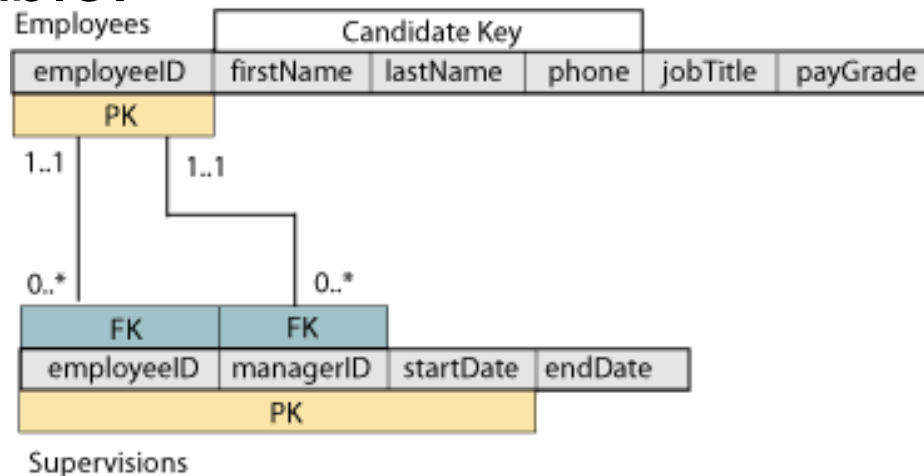 Employees
Candidate Key
employeeID firstName lastName phone jobTitle payGrade
PK
1..1 1..1
0..* 0..*
FK FK
employeeID managerID startDate endDate
PK
Supervisions